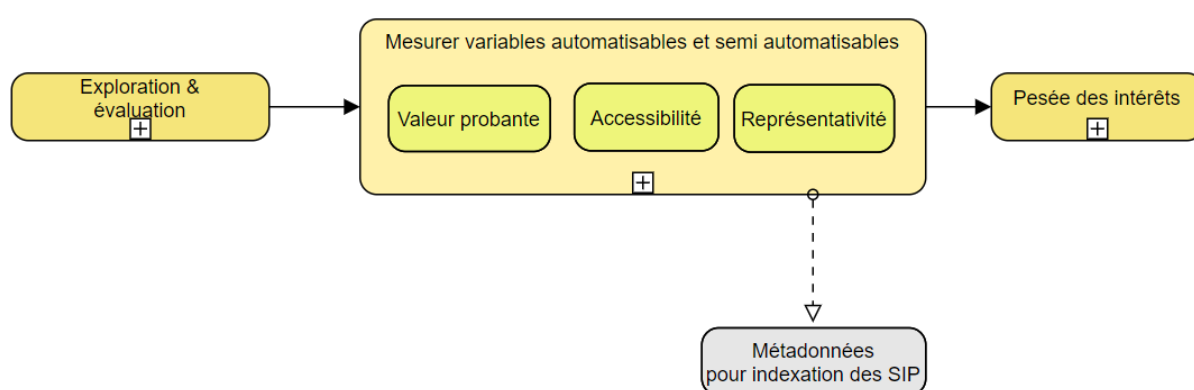 Mesurer variables automatisables et semi automatisables
Exploration &
évaluation
Valeur probante
Accessibilité
Représentativité
Pesée des intérêts
Métadonnées
pour indexation des SIP